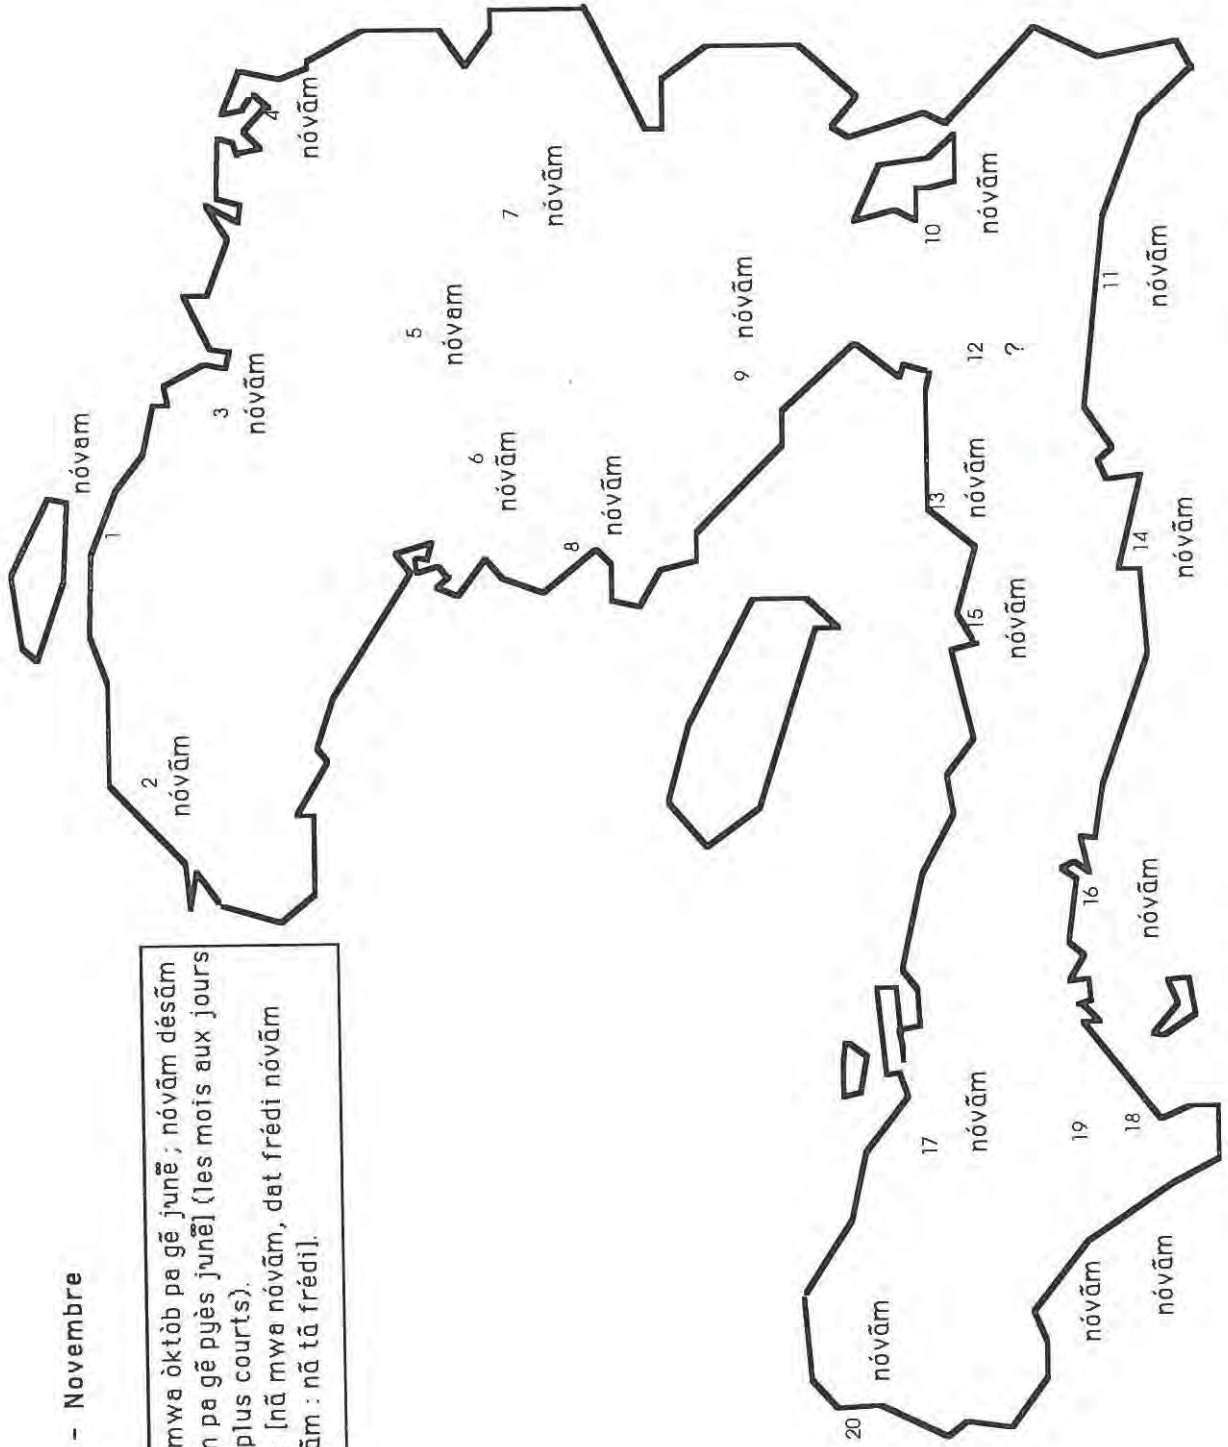 - Novembre
mwa òktòb pa gẽ jʼunẽ ; nóvãm désãm
pa gẽ pyès jʼunẽ] (les mois aux jours
plus courts).
[nã mwa nóvãm, dat frédi nóvãm
: nã tã frédi].
1
nóvam
2
nóvãm
3
nóvãm
4
nóvãm
5
nóvam
6
nóvãm
7
nóvãm
8
nóvãm
9
nóvãm
10
nóvãm
11
nóvãm
12
?
13
nóvãm
14
nóvãm
15
nóvãm
16
nóvãm
17
nóvãm
18
nóvãm
19
nóvãm
20
nóvãm